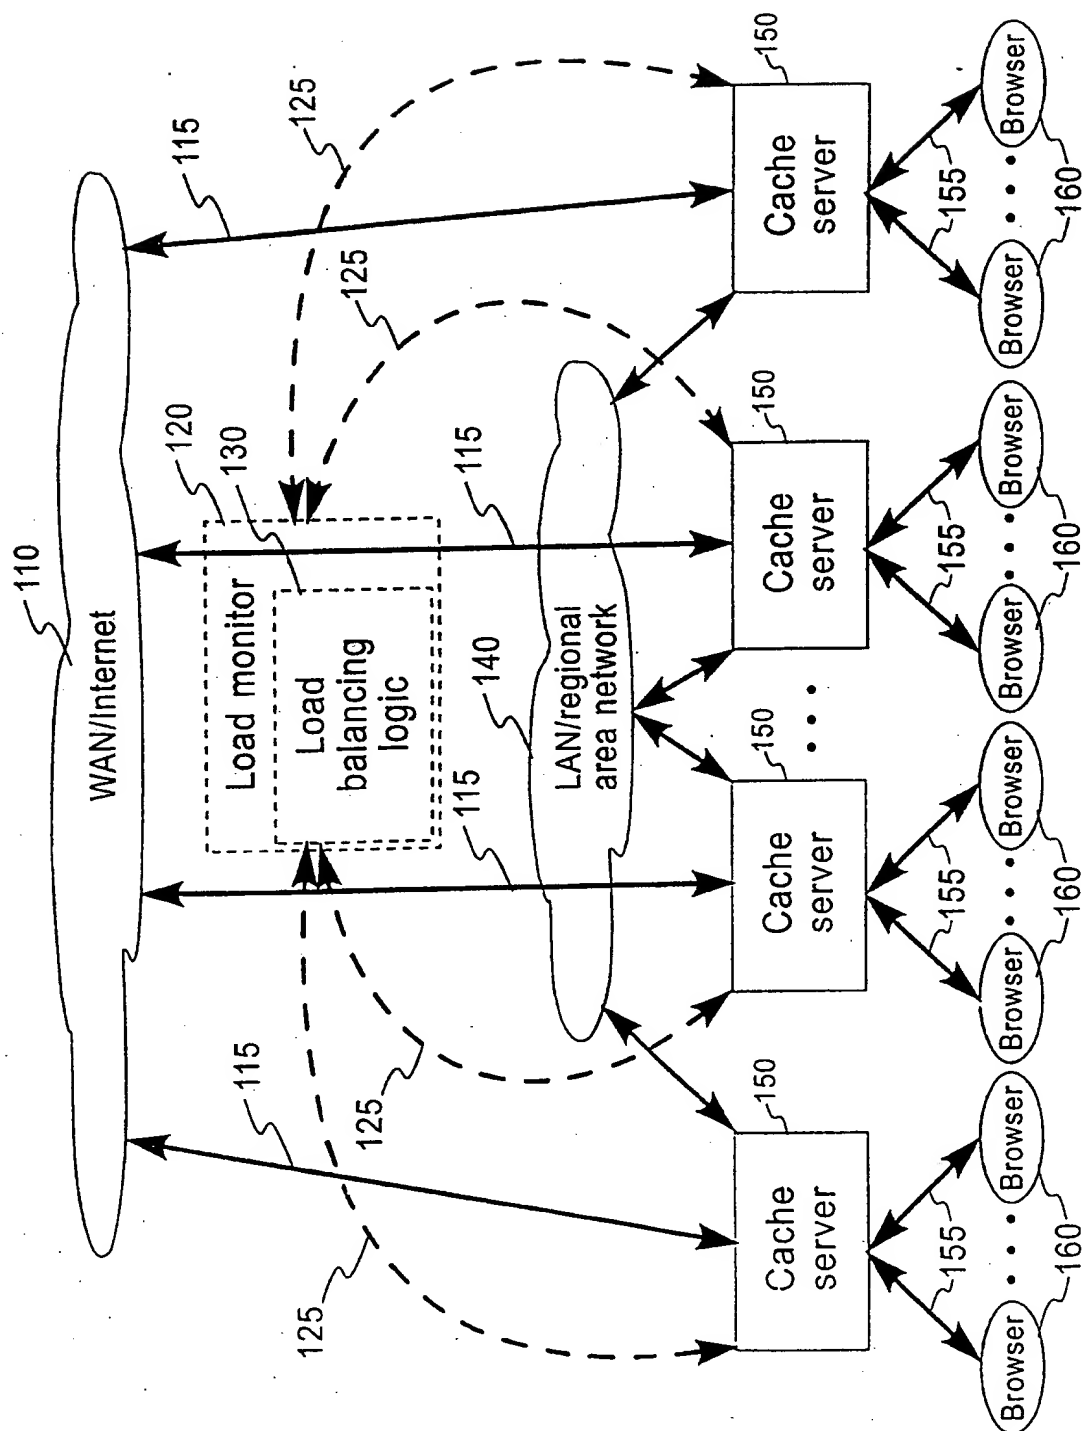 110
WAN/Internet
120
115
Load monitor
130
115
125
Load
125
balancing
125
125
logic
115
115
140
LAN/regional
area network
150
150
150
150
Cache
server
Cache
server
Cache
server
Cache
server
155
155
155
155
Browser
Browser
Browser
Browser
Browser
Browser
Browser
Browser
160
160
160
160